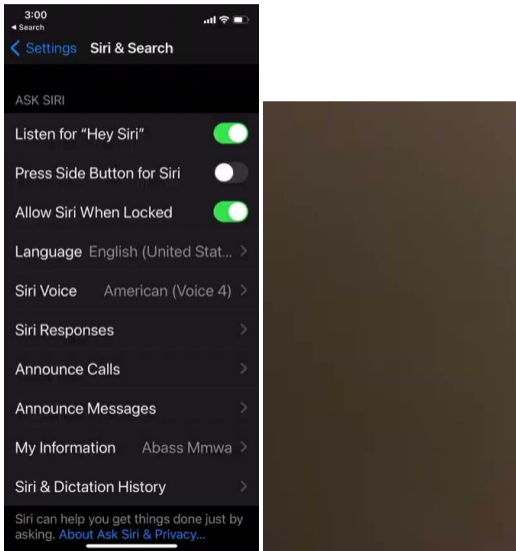 3:00
Search
Settings Siri & Search
ASK SIRI
Listen for “Hey Siri”
Press Side Button for Siri
Allow Siri When Locked
Language English (United Stat...
Siri Voice American (Voice 4)
Siri Responses
Announce Calls
Announce Messages
My Information Abass Mmwa
Siri & Dictation History
Siri can help you get things done just by
asking. About Ask Siri & Privacy...